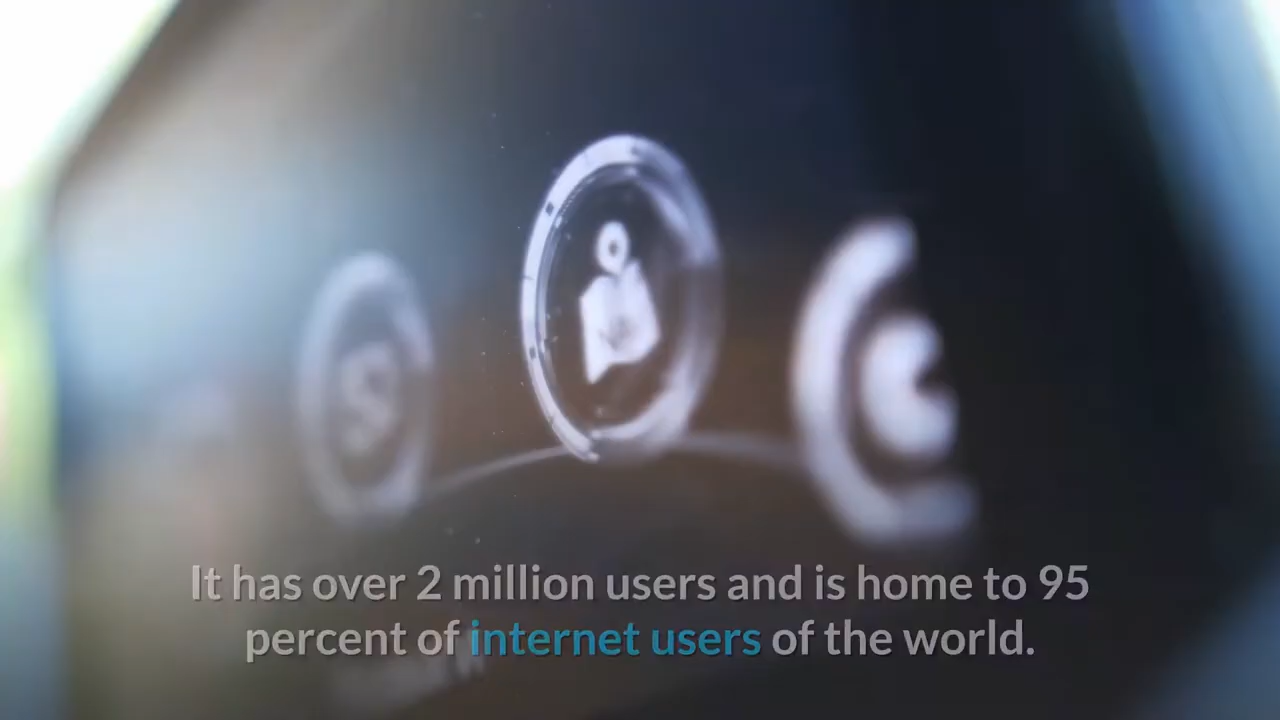 It has over 2 million users and is home to 95
percent of internet users of the world.